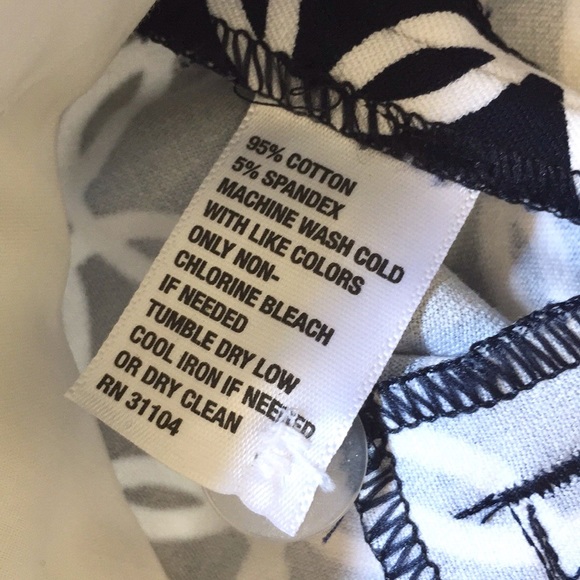 95% COTTON
5% SPANDEX
MACHINE WASH COLD
WITH LIKE COLORS
ONLY NON-
CHLORINE BLEACH
IF NEEDED
TUMBLE DRY LOW
COOL IRON IF NEEDED
OR DRY CLEAN
RN 31104